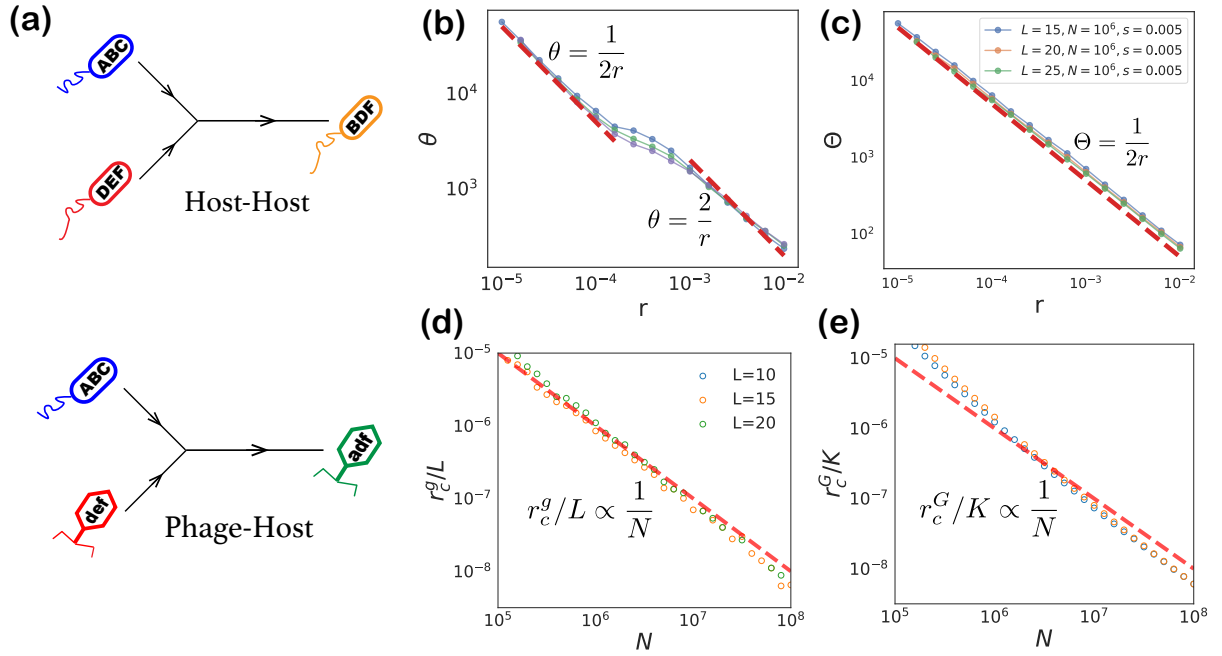 (a)
ABC
DEF
BDF
Host-Host
ABC
def
adf
Phage-Host
(b)
θ
10^4
10^3
θ = 1/2r
θ = 2/r
10^-5
10^-4
10^-3
10^-2
r
(c)
Θ
10^4
10^3
10^2
L = 15, N = 10^6, s = 0.005
L = 20, N = 10^6, s = 0.005
L = 25, N = 10^6, s = 0.005
Θ = 1/2r
10^-5
10^-4
10^-3
10^-2
r
(d)
r_c^g/L
10^-5
10^-6
10^-7
10^-8
L=10
L=15
L=20
r_c^g/L ∝ 1/N
10^5
10^6
10^7
10^8
N
(e)
r_c^G/K
10^-5
10^-6
10^-7
10^-8
r_c^G/K ∝ 1/N
10^5
10^6
10^7
10^8
N